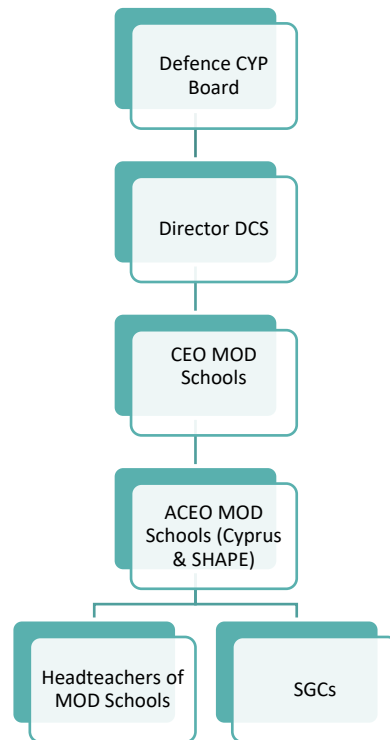 Defence CYP
Board
Director DCS
CEO MOD
Schools
ACEO MOD
Schools (Cyprus
& SHAPE)
Headteachers of
MOD Schools
SGCs